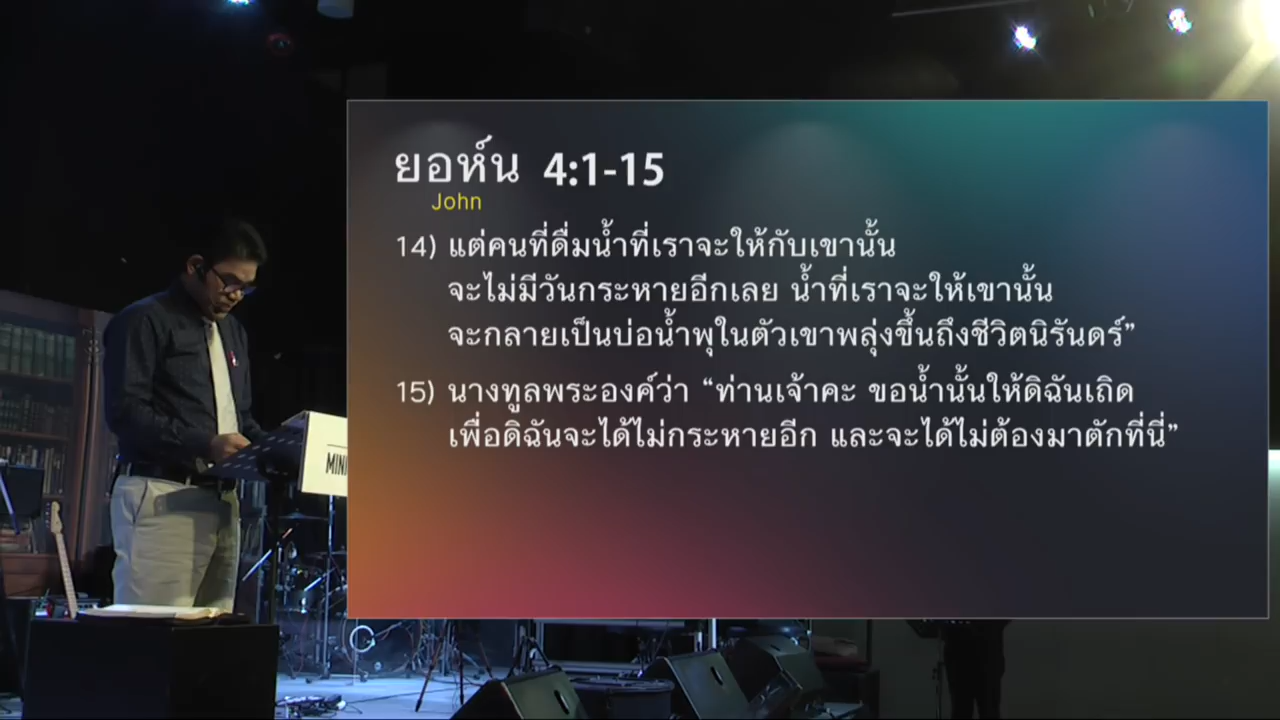 ยอห์น 4:1-15
John
14) แต่คนที่ดื่มน้ำที่เราจะให้กับเขานั้น
จะไม่มีวันกระหายอีกเลย น้ำที่เราจะให้เขานั้น
จะกลายเป็นบ่อน้ำพุในตัวเขาพลุ่งขึ้นถึงชีวิตนิรันดร์”
15) นางทูลพระองค์ว่า “ท่านเจ้าคะ ขอน้ำนั้นให้ดิฉันเถิด
เพื่อดิฉันจะได้ไม่กระหายอีก และจะได้ไม่ต้องมาตักที่นี่”
MINI